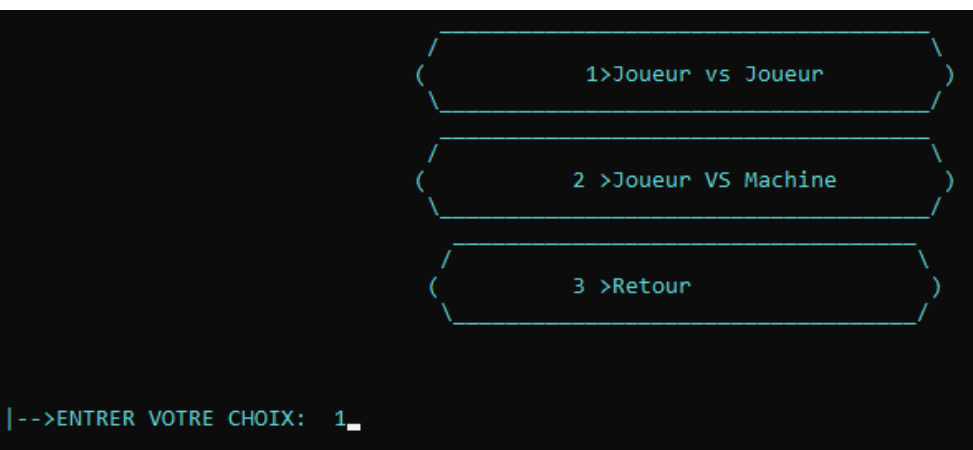 1>Joueur vs Joueur
2 >Joueur VS Machine
3 >Retour
|-->ENTRER VOTRE CHOIX:  1